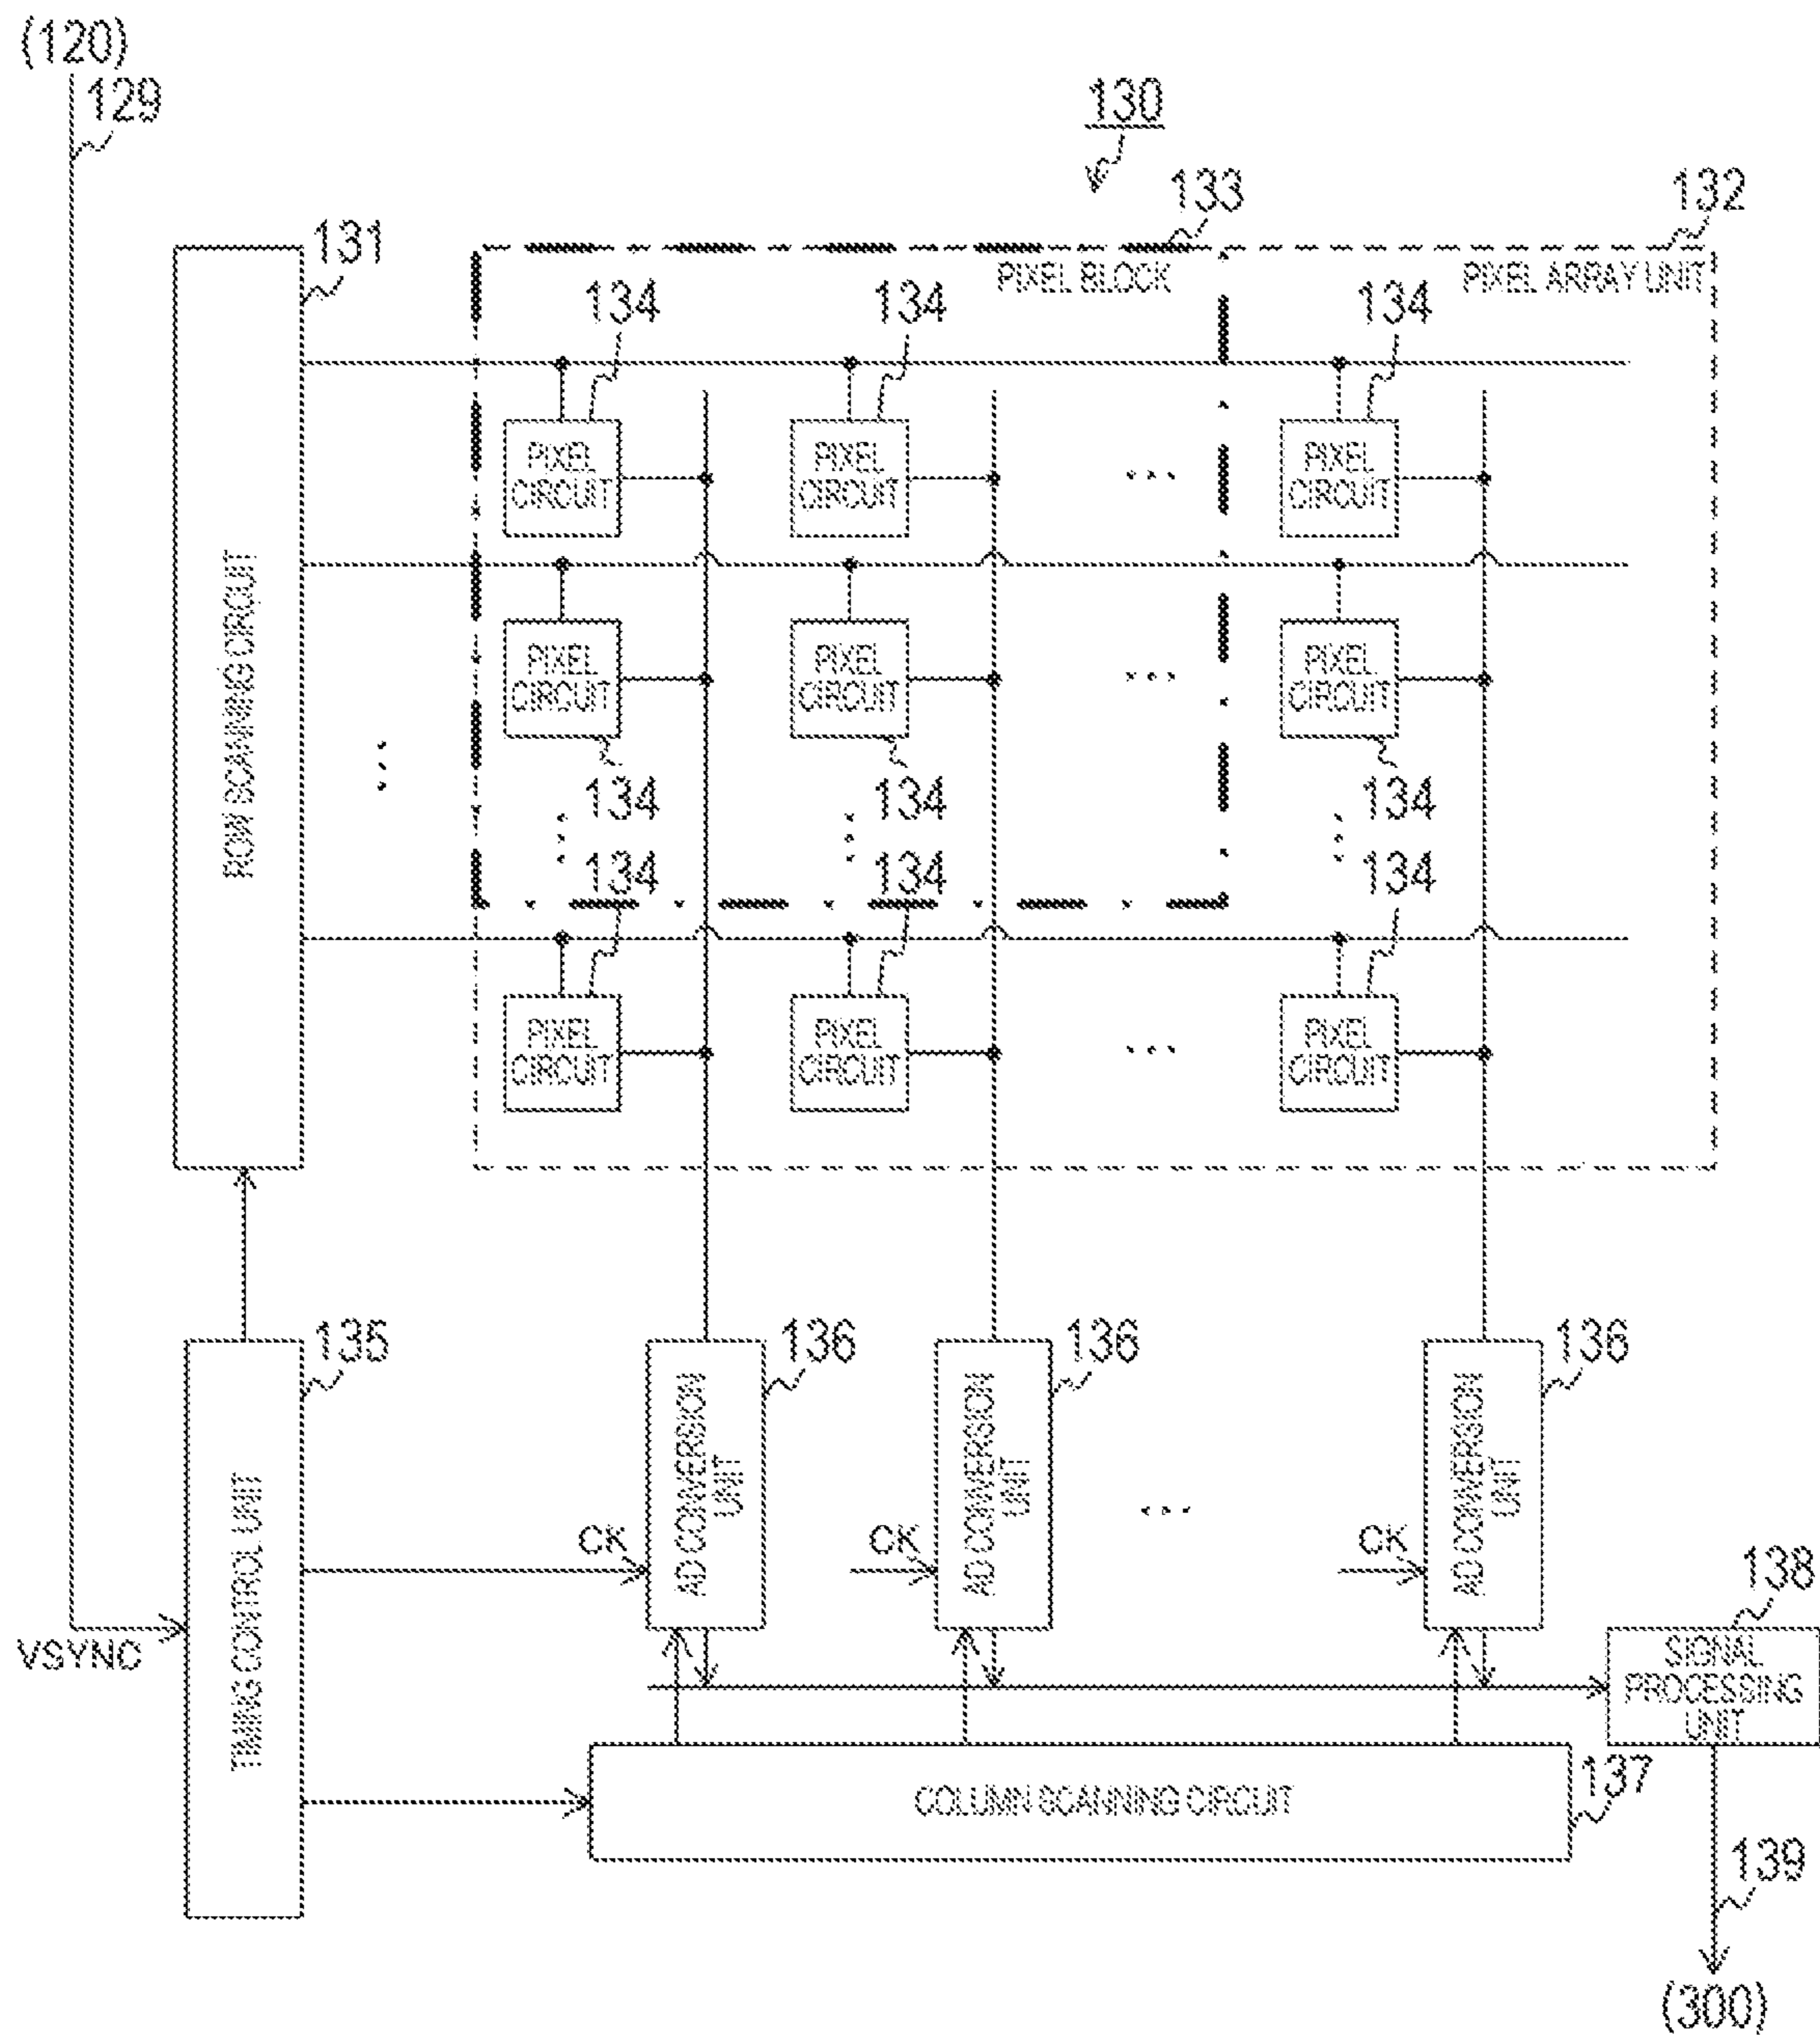 (120)
129
130
133
132
131
PIXEL BLOCK
PIXEL ARRAY UNIT
134
134
134
PIXEL
CIRCUIT
PIXEL
CIRCUIT
...
PIXEL
CIRCUIT
ROW SCANNING CIRCUIT
PIXEL
CIRCUIT
PIXEL
CIRCUIT
...
PIXEL
CIRCUIT
134
134
134
134
134
134
PIXEL
CIRCUIT
PIXEL
CIRCUIT
...
PIXEL
CIRCUIT
135
136
136
136
TIMING CONTROL UNIT
AD CONVERSION
UNIT
AD CONVERSION
UNIT
...
AD CONVERSION
UNIT
CK
CK
CK
138
VSYNC
SIGNAL
PROCESSING
UNIT
137
COLUMN SCANNING CIRCUIT
139
(300)